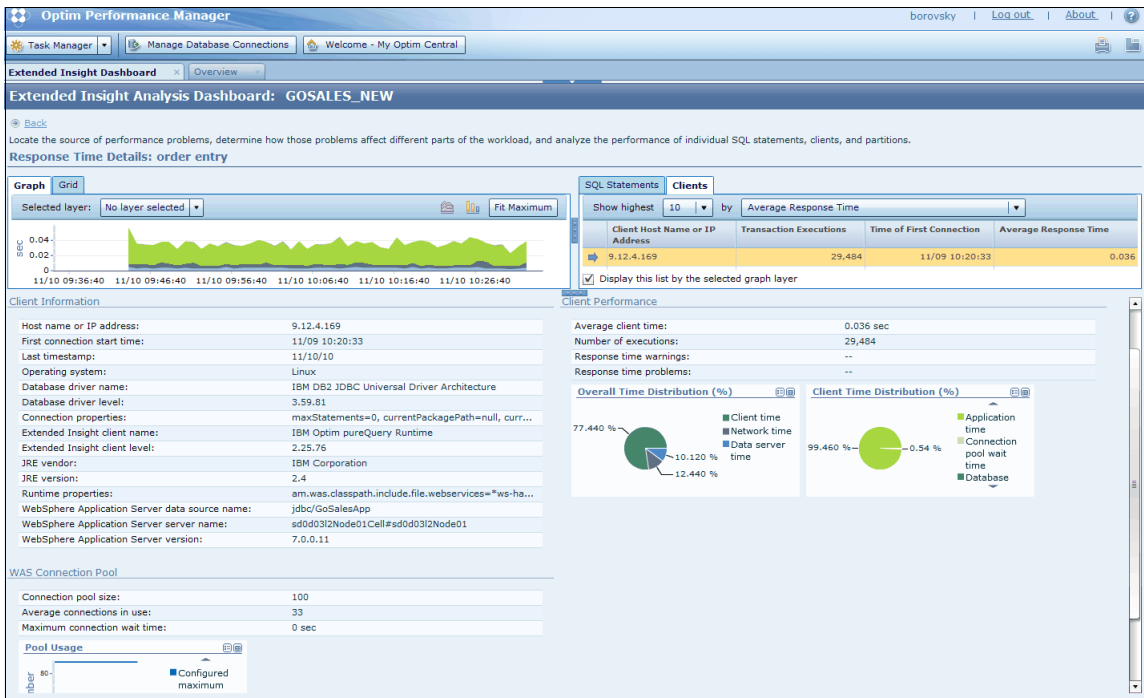 Optim Performance Manager
borovsky | Log out | About | ?
Task Manager
Manage Database Connections
Welcome - My Optim Central
Extended Insight Dashboard ×
Overview
Extended Insight Analysis Dashboard: GOSALES_NEW
Back
Locate the source of performance problems, determine how those problems affect different parts of the workload, and analyze the performance of individual SQL statements, clients, and partitions.
Response Time Details: order entry
Graph Grid
Selected layer: No layer selected
Fit Maximum
sec
0.04
0.02
0
11/10 09:36:40 11/10 09:46:40 11/10 09:56:40 11/10 10:06:40 11/10 10:16:40 11/10 10:26:40
SQL Statements Clients
Show highest 10 by Average Response Time
Client Host Name or IP Address
Transaction Executions
Time of First Connection
Average Response Time
9.12.4.169 29,484 11/09 10:20:33 0.036
Display this list by the selected graph layer
Client Information
Host name or IP address: 9.12.4.169
First connection start time: 11/09 10:20:33
Last timestamp: 11/10/10
Operating system: Linux
Database driver name: IBM DB2 JDBC Universal Driver Architecture
Database driver level: 3.59.81
Connection properties: maxStatements=0, currentPackagePath=null, curr...
Extended Insight client name: IBM Optim pureQuery Runtime
Extended Insight client level: 2.25.76
JRE vendor: IBM Corporation
JRE version: 2.4
Runtime properties: am.was.classpath.include.file.webservices=*ws-ha...
WebSphere Application Server data source name: jdbc/GoSalesApp
WebSphere Application Server server name: sd0d03l2Node01Cell#sd0d03l2Node01
WebSphere Application Server version: 7.0.0.11
WAS Connection Pool
Connection pool size: 100
Average connections in use: 33
Maximum connection wait time: 0 sec
Pool Usage
80
Configured
maximum
Client Performance
Average client time: 0.036 sec
Number of executions: 29,484
Response time warnings: --
Response time problems: --
Overall Time Distribution (%)
77.440 %
10.120 %
12.440 %
Client time
Network time
Data server
time
Client Time Distribution (%)
99.460 %
0.54 %
Application
time
Connection
pool wait
time
Database